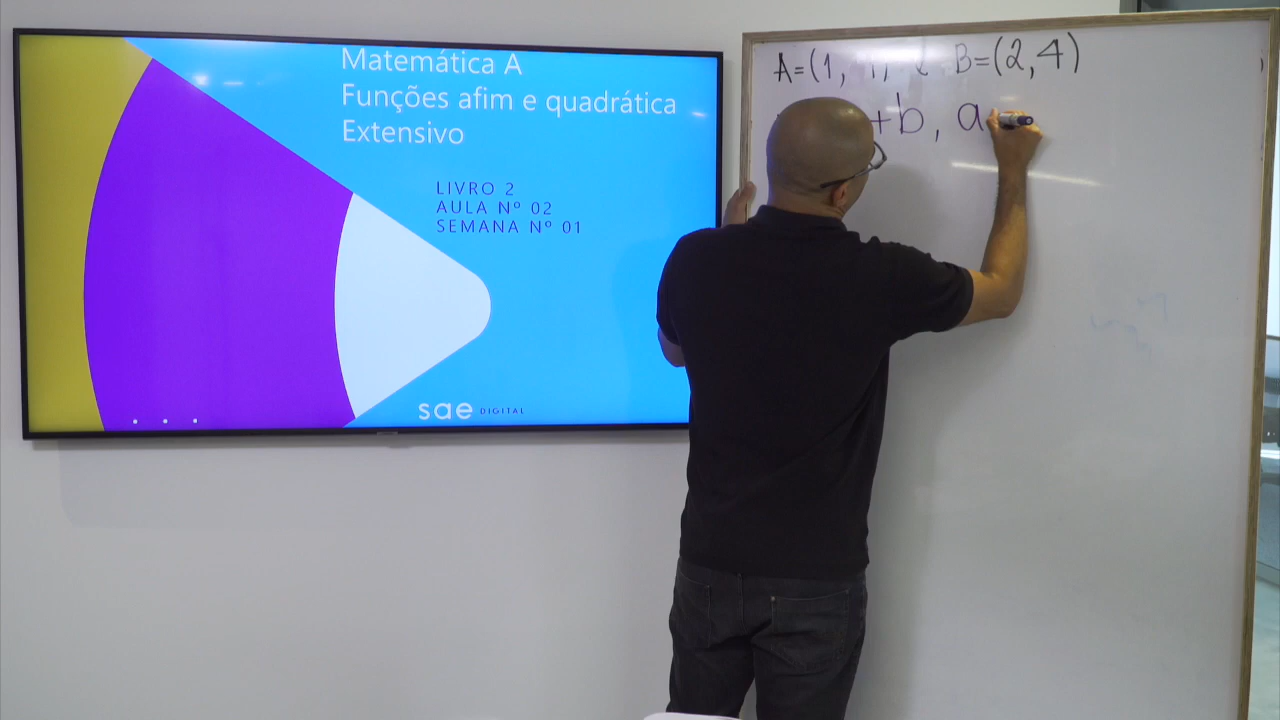 Matemática A
Funções afim e quadrática
Extensivo
LIVRO 2
AULA Nº 02
SEMANA Nº 01
sae DIGITAL
A=(1, B=(2,4)
+b, a